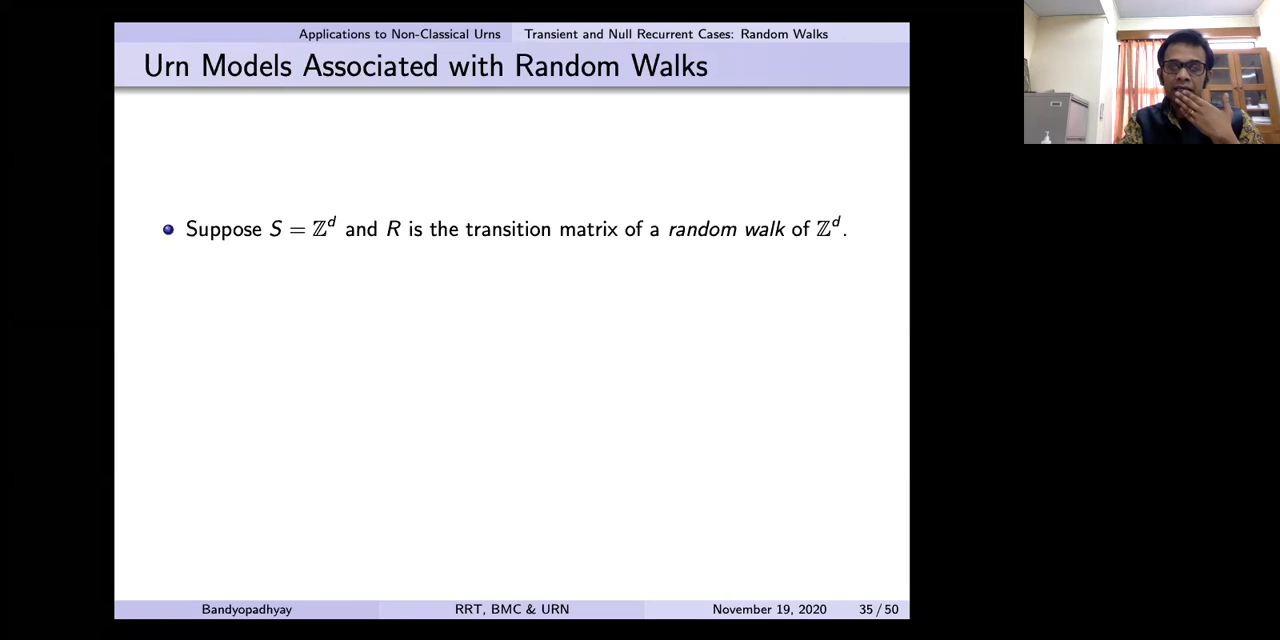 Applications to Non-Classical Urns Transient and Null Recurrent Cases: Random Walks
Urn Models Associated with Random Walks
Suppose S = ℤ^d and R is the transition matrix of a random walk of ℤ^d.
Bandyopadhyay RRT, BMC & URN November 19, 2020 35 / 50